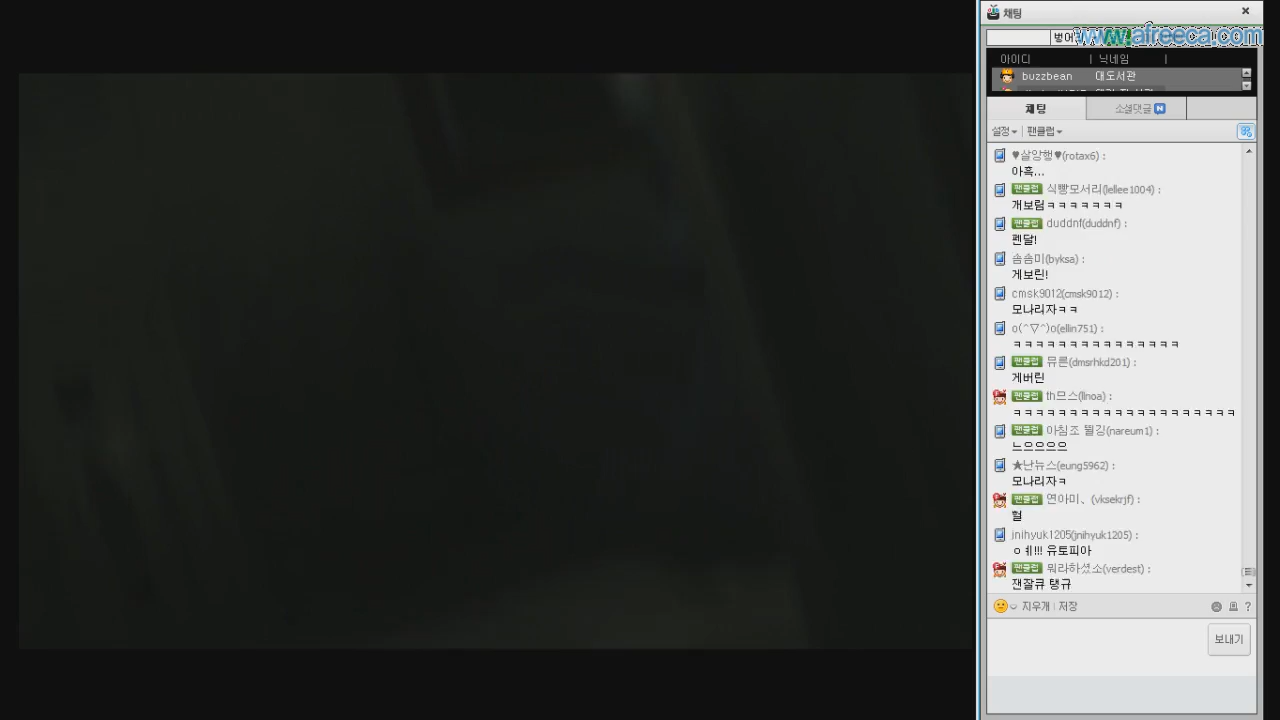 채팅
벙어
www.afreeca.com
아이디 | 닉네임 |
buzzbean 대도서관
채팅 소셜댓글 N
설정 팬클럽
♥살앙행♥(rotax6) :
아흑...
팬클럽 식빵모서리(lellee1004) :
개보림ㅋㅋㅋㅋㅋㅋㅋ
팬클럽 duddnf(duddnf) :
펜달!
솜솜미(byksa) :
게보린!
cmsk9012(cmsk9012) :
모나리자ㅋㅋ
o(^▽^)o(ellin751) :
ㅋㅋㅋㅋㅋㅋㅋㅋㅋㅋㅋㅋㅋㅋㅋ
팬클럽 뮤론(dmsrhkd201) :
게버린
팬클럽 th므스(llnoa) :
ㅋㅋㅋㅋㅋㅋㅋㅋㅋㅋㅋㅋㅋㅋㅋㅋㅋㅋㅋㅋ
팬클럽 아침조 뛸깅(nareum1) :
느으으으으
★난뉴스(eung5962) :
모나리자ㅋ
팬클럽 연아미、(vksekrjf) :
헐
jnihyuk1205(jnihyuk1205) :
ㅇㅖ!!! 유토피아
팬클럽 뭐라하셨소(verdest) :
잰잘큐 탱규
지우개 | 저장 ?
보내기